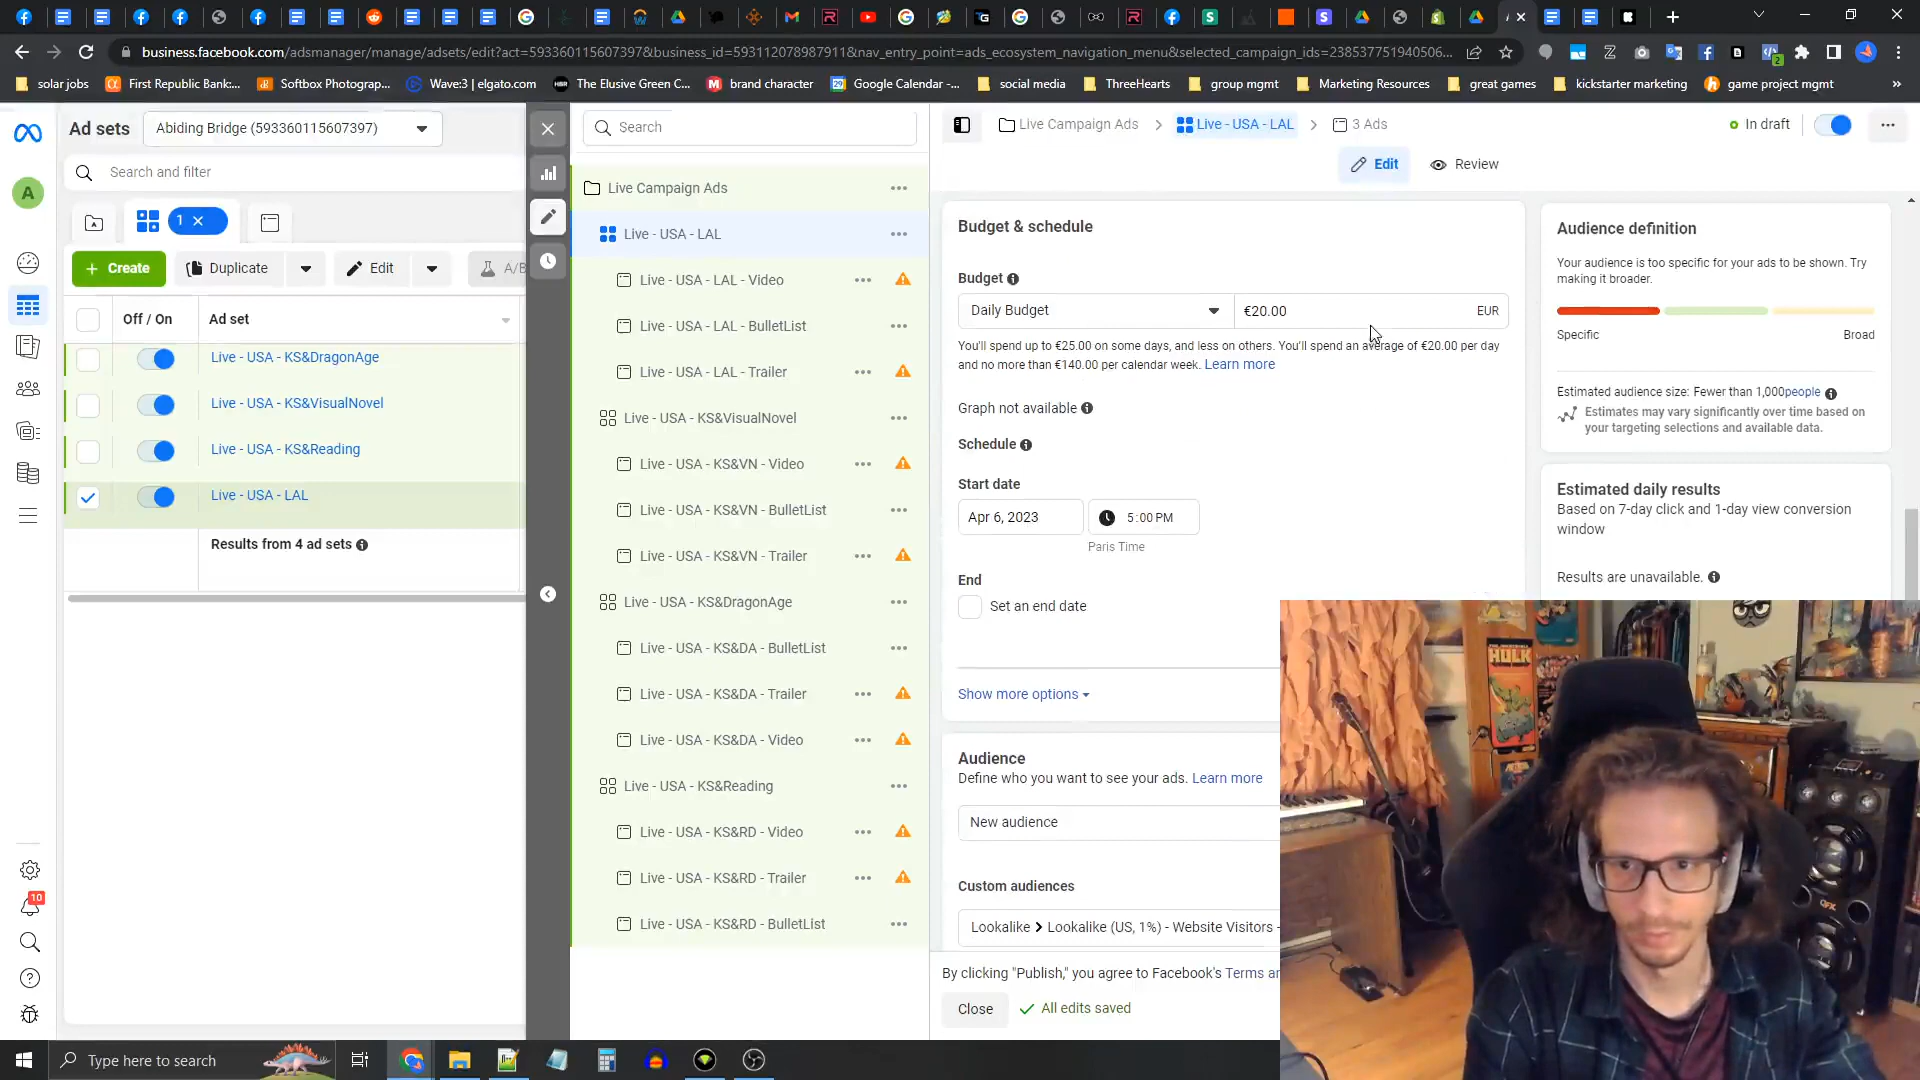 business.facebook.com/adsmanager/manage/adsets/edit?act=593360115607397&business_id=593112078987911&nav_entry_point=ads_ecosystem_navigation_menu&selected_campaign_ids=238537751940506...
solar jobs
First Republic Bank:...
Softbox Photograp...
Wave:3 | elgato.com
The Elusive Green C...
brand character
Google Calendar -...
social media
ThreeHearts
group mgmt
Marketing Resources
great games
kickstarter marketing
game project mgmt
»
Ad sets
Abiding Bridge (593360115607397)
A
Search and filter
1 ×
+ Create
Duplicate
Edit
A/B
Off / On
Ad set
Live - USA - KS&DragonAge
Live - USA - KS&VisualNovel
Live - USA - KS&Reading
Live - USA - LAL
Results from 4 ad sets
10
Search
Live Campaign Ads
Live - USA - LAL
Live - USA - LAL - Video
Live - USA - LAL - BulletList
Live - USA - LAL - Trailer
Live - USA - KS&VisualNovel
Live - USA - KS&VN - Video
Live - USA - KS&VN - BulletList
Live - USA - KS&VN - Trailer
Live - USA - KS&DragonAge
Live - USA - KS&DA - BulletList
Live - USA - KS&DA - Trailer
Live - USA - KS&DA - Video
Live - USA - KS&Reading
Live - USA - KS&RD - Video
Live - USA - KS&RD - Trailer
Live - USA - KS&RD - BulletList
Live Campaign Ads
Live - USA - LAL
3 Ads
In draft
Edit
Review
Budget & schedule
Budget
Daily Budget
€20.00
EUR
You'll spend up to €25.00 on some days, and less on others. You'll spend an average of €20.00 per day
and no more than €140.00 per calendar week. Learn more
Graph not available
Schedule
Start date
Apr 6, 2023
5:00 PM
Paris Time
End
Set an end date
Show more options
Audience
Define who you want to see your ads. Learn more
New audience
Custom audiences
Lookalike > Lookalike (US, 1%) - Website Visitors -
By clicking "Publish," you agree to Facebook's Terms
Close
All edits saved
Audience definition
Your audience is too specific for your ads to be shown. Try
making it broader.
Specific
Broad
Estimated audience size: Fewer than 1,000people
Estimates may vary significantly over time based on
your targeting selections and available data.
Estimated daily results
Based on 7-day click and 1-day view conversion
window
Results are unavailable.
HULK
Type here to search